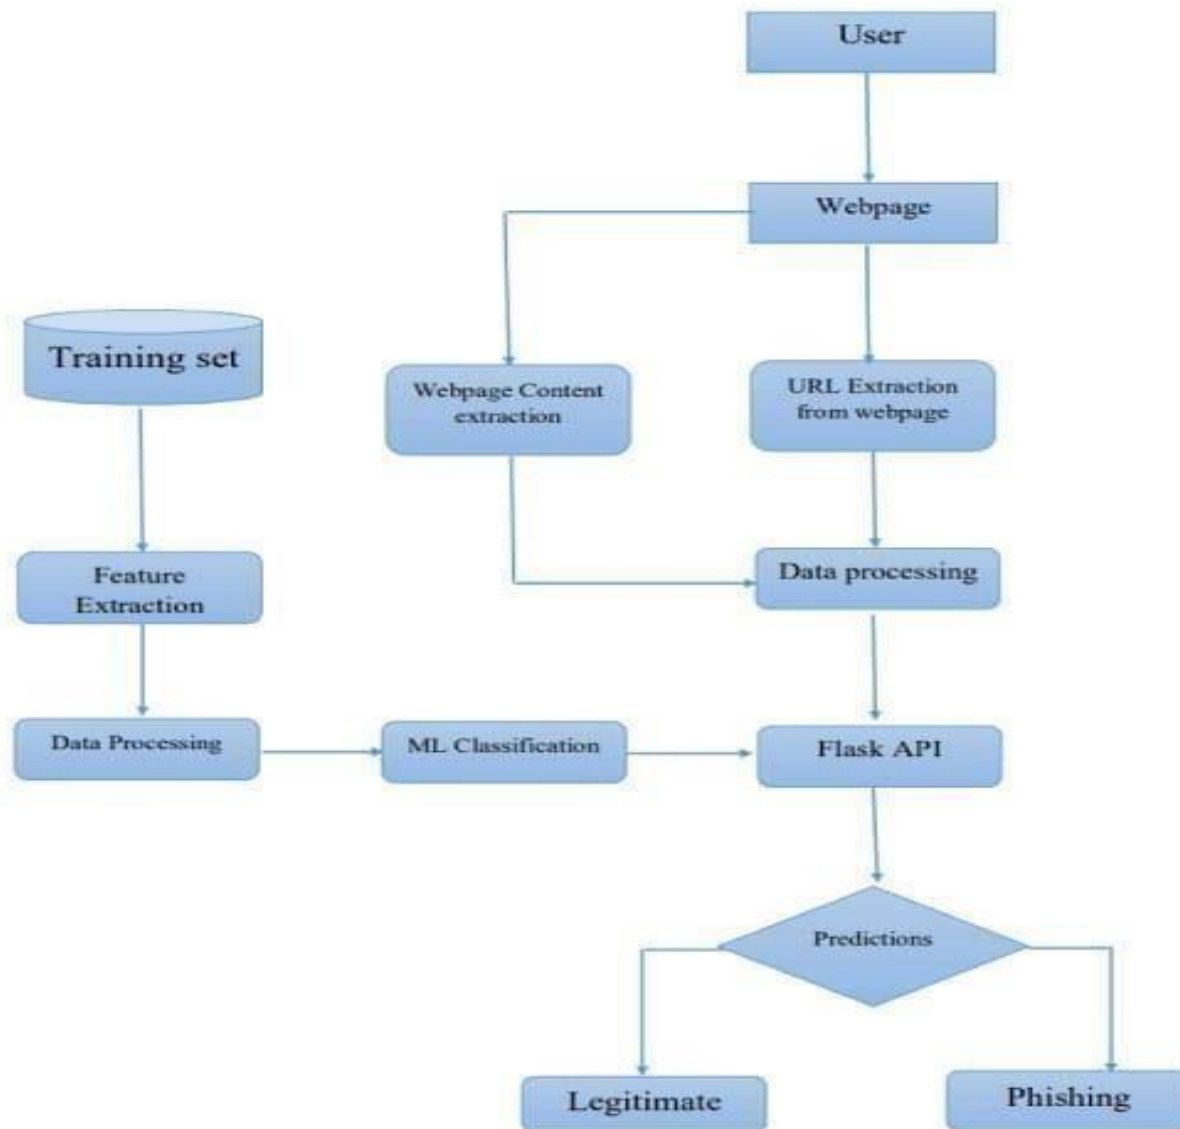 User
Webpage
Training set
Webpage Content
extraction
URL Extraction
from webpage
Feature
Extraction
Data processing
Data Processing
ML Classification
Flask API
Predictions
Legitimate
Phishing